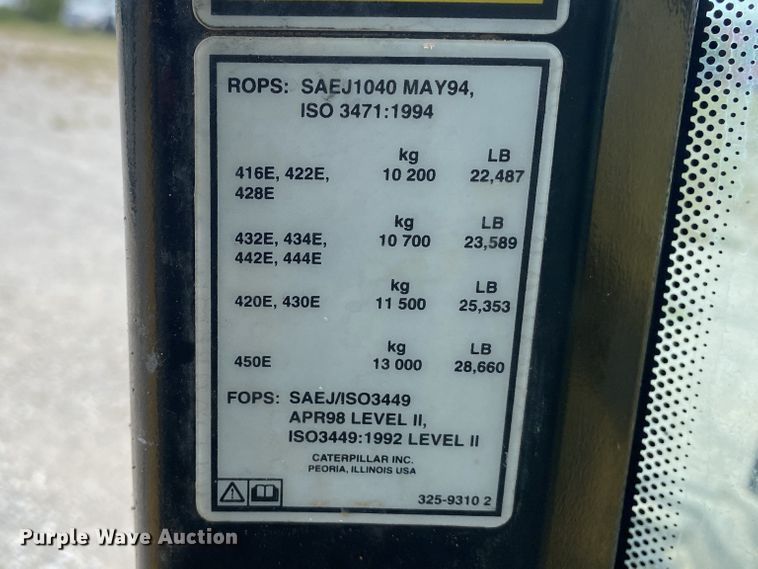 ROPS: SAEJ1040 MAY94,
ISO 3471:1994
kg LB
416E, 422E, 10 200 22,487
428E
kg LB
432E, 434E, 10 700 23,589
442E, 444E
kg LB
420E, 430E 11 500 25,353
kg LB
450E 13 000 28,660
FOPS: SAEJ/ISO3449
APR98 LEVEL II,
ISO3449:1992 LEVEL II
CATERPILLAR INC.
PEORIA, ILLINOIS USA
325-9310 2
Purple Wave Auction